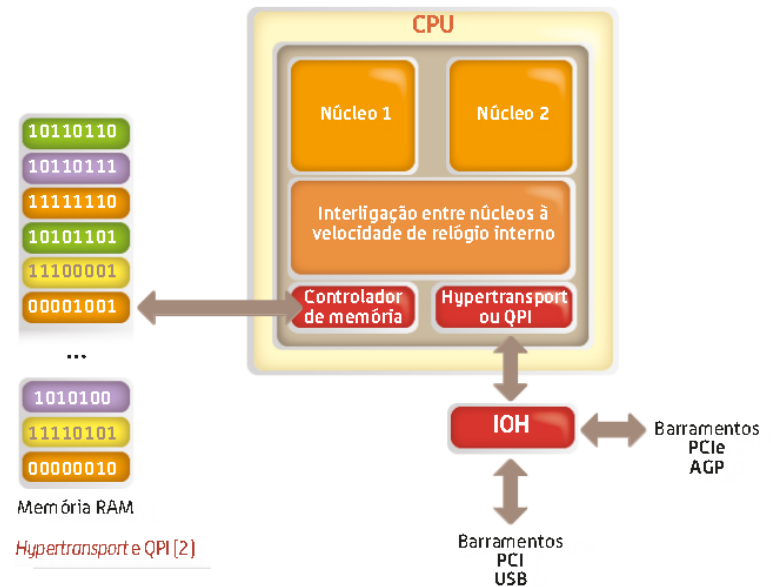 CPU
Núcleo 1
Núcleo 2
10110110
10110111
11111110
10101101
11100001
00001001
...
1010100
11110101
00000010
Memória RAM
Interligação entre núcleos à
velocidade de relógio interno
Controlador
de memória
Hypertransport
ou QPI
IOH
Barramentos
PCIe
AGP
Barramentos
PCI
USB
Hypertransport e QPI (2)